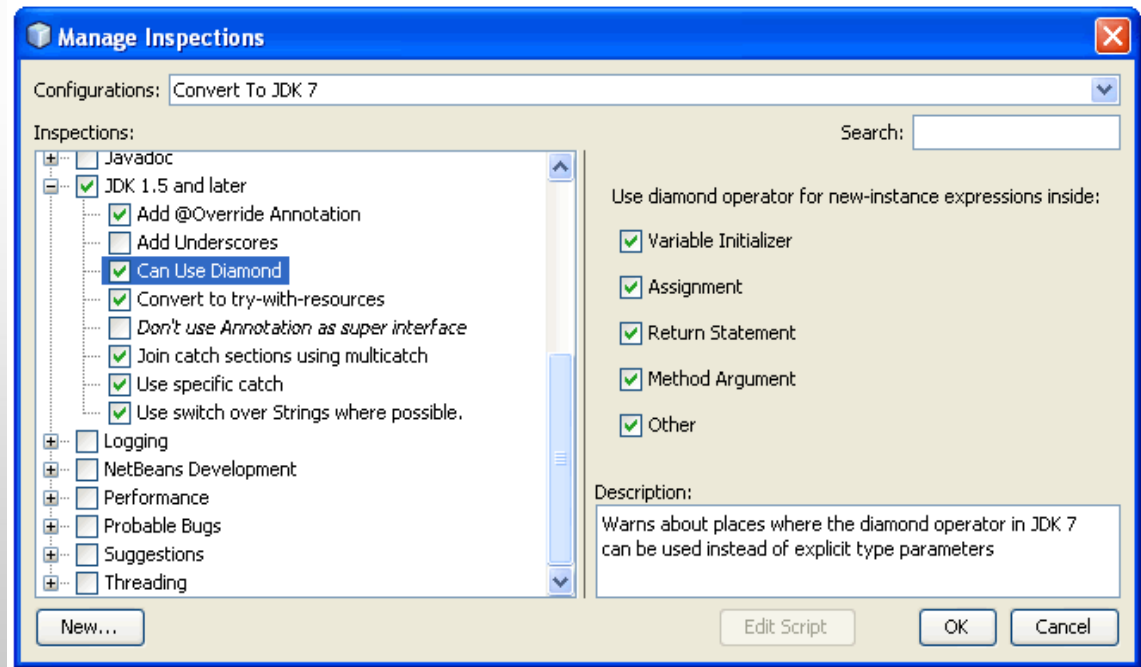 Manage Inspections
Configurations: Convert To JDK 7
Inspections:
Search:
Javadoc
JDK 1.5 and later
Add @Override Annotation
Add Underscores
Can Use Diamond
Convert to try-with-resources
Don't use Annotation as super interface
Join catch sections using multicatch
Use specific catch
Use switch over Strings where possible.
Logging
NetBeans Development
Performance
Probable Bugs
Suggestions
Threading
Use diamond operator for new-instance expressions inside:
Variable Initializer
Assignment
Return Statement
Method Argument
Other
Description:
Warns about places where the diamond operator in JDK 7
can be used instead of explicit type parameters
New...
Edit Script
OK
Cancel